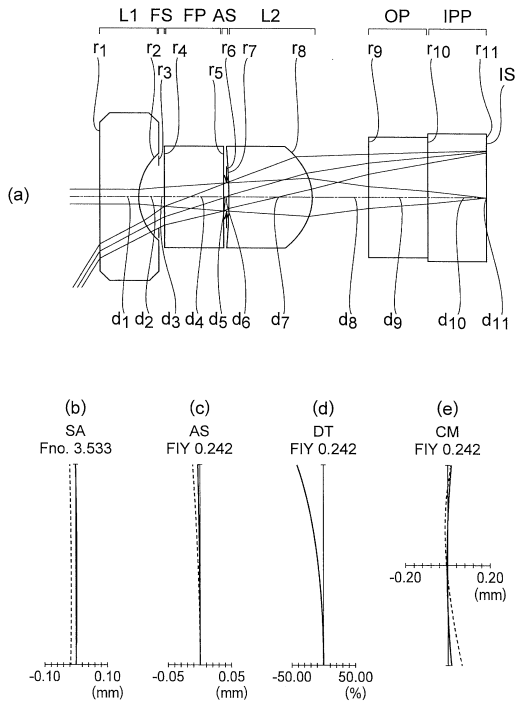 L1 FS FP AS L2 OP IPP
r1 r2 r4 r6 r7 r8 r9 r10 r11
r3 r5 IS
(a)
d1 d2 d3 d4 d5 d6 d7 d8 d9 d10 d11
(b) (c) (d) (e)
SA AS DT CM
Fno. 3.533 FIY 0.242 FIY 0.242 FIY 0.242
-0.20 0.20
(mm)
-0.10 0.10 -0.05 0.05 -50.00 50.00
(mm) (mm) (%)